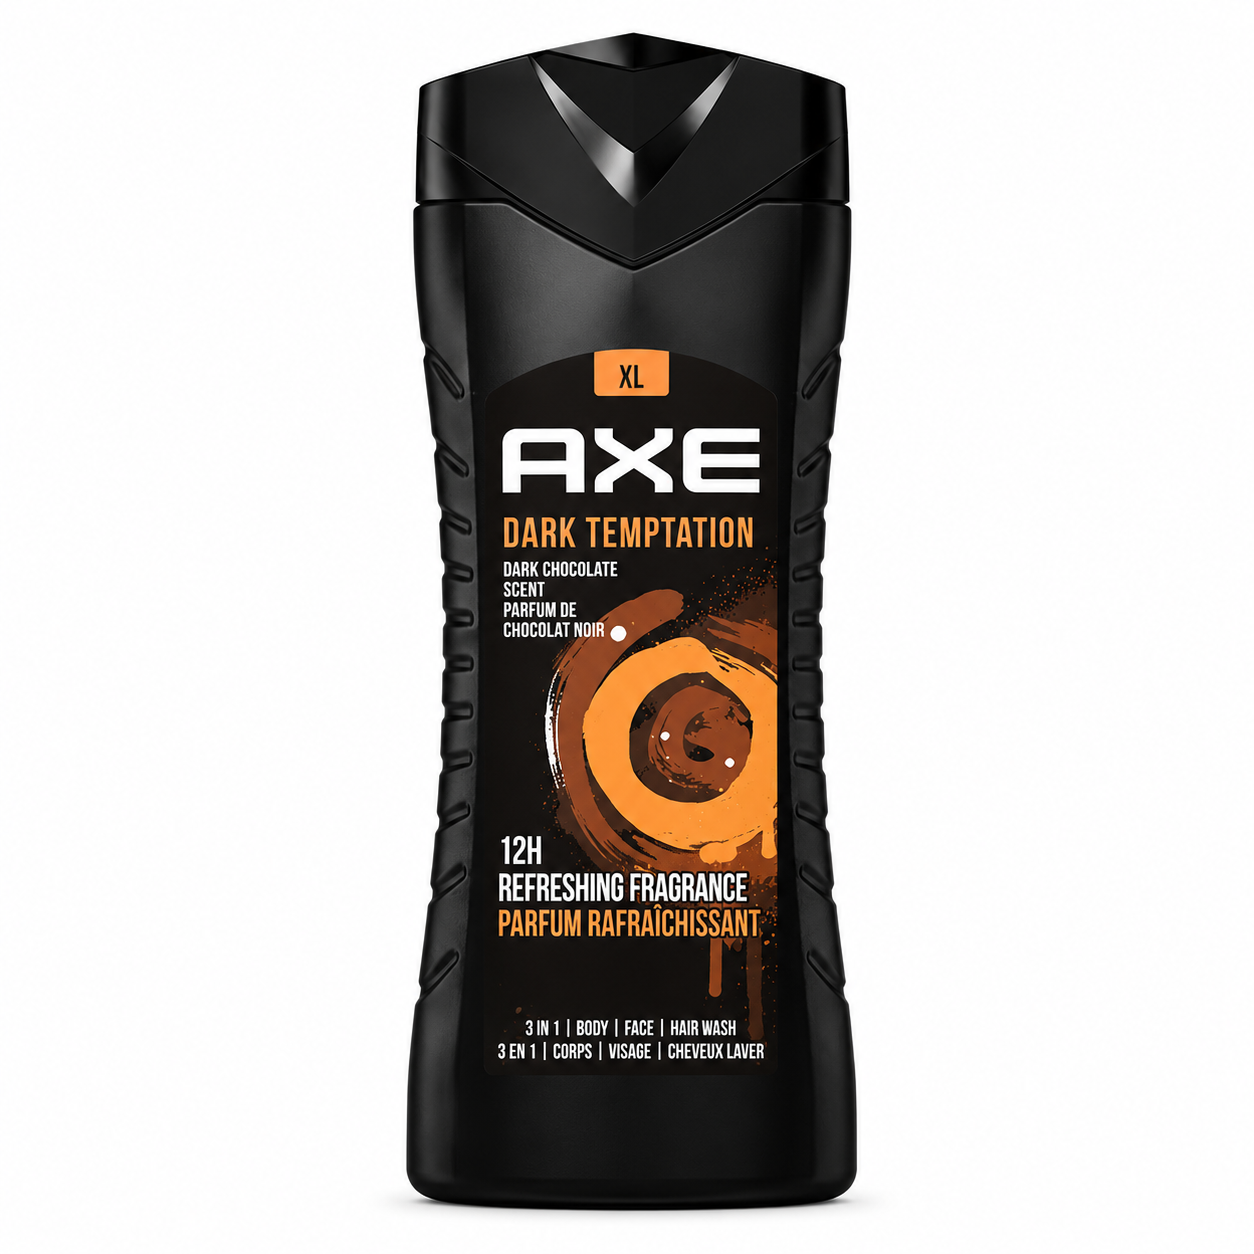 XL
AXE
DARK TEMPTATION
DARK CHOCOLATE
SCENT
PARFUM DE
CHOCOLAT NOIR
12H
REFRESHING FRAGRANCE
PARFUM RAFRAÎCHISSANT
3 IN 1 | BODY | FACE | HAIR WASH
3 EN 1 | CORPS | VISAGE | CHEVEUX LAVER